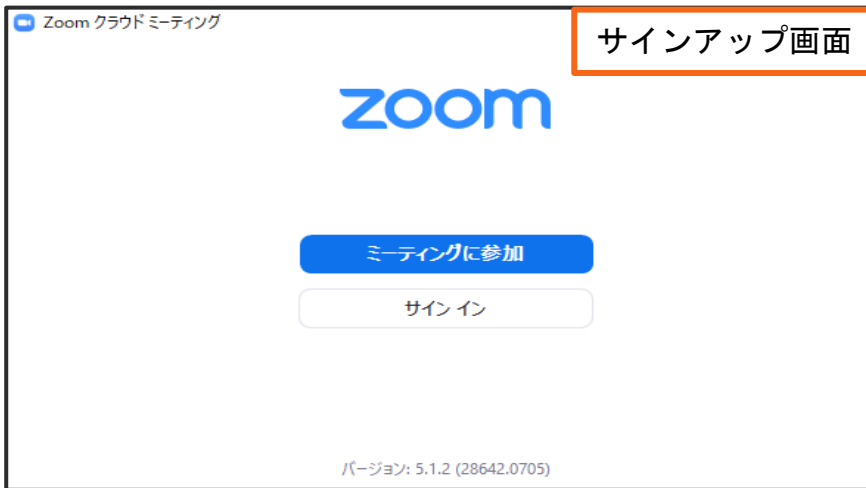 Zoom クラウド ミーティング
サインアップ画面
zoom
ミーティングに参加
サイン イン
バージョン: 5.1.2 (28642.0705)